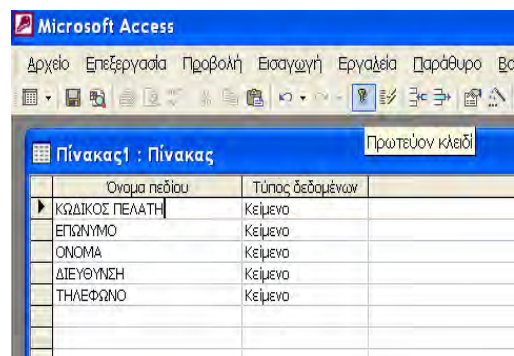 Microsoft Access
Αρχείο Επεξεργασία Προβολή Εισαγωγή Εργαλεία Παράθυρο Βο
Πρωτεύον κλειδί
Πίνακας1 : Πίνακας
Όνομα πεδίου Τύπος δεδομένων
ΚΩΔΙΚΟΣ ΠΕΛΑΤΗ Κείμενο
ΕΠΩΝΥΜΟ Κείμενο
ΟΝΟΜΑ Κείμενο
ΔΙΕΥΘΥΝΣΗ Κείμενο
ΤΗΛΕΦΩΝΟ Κείμενο